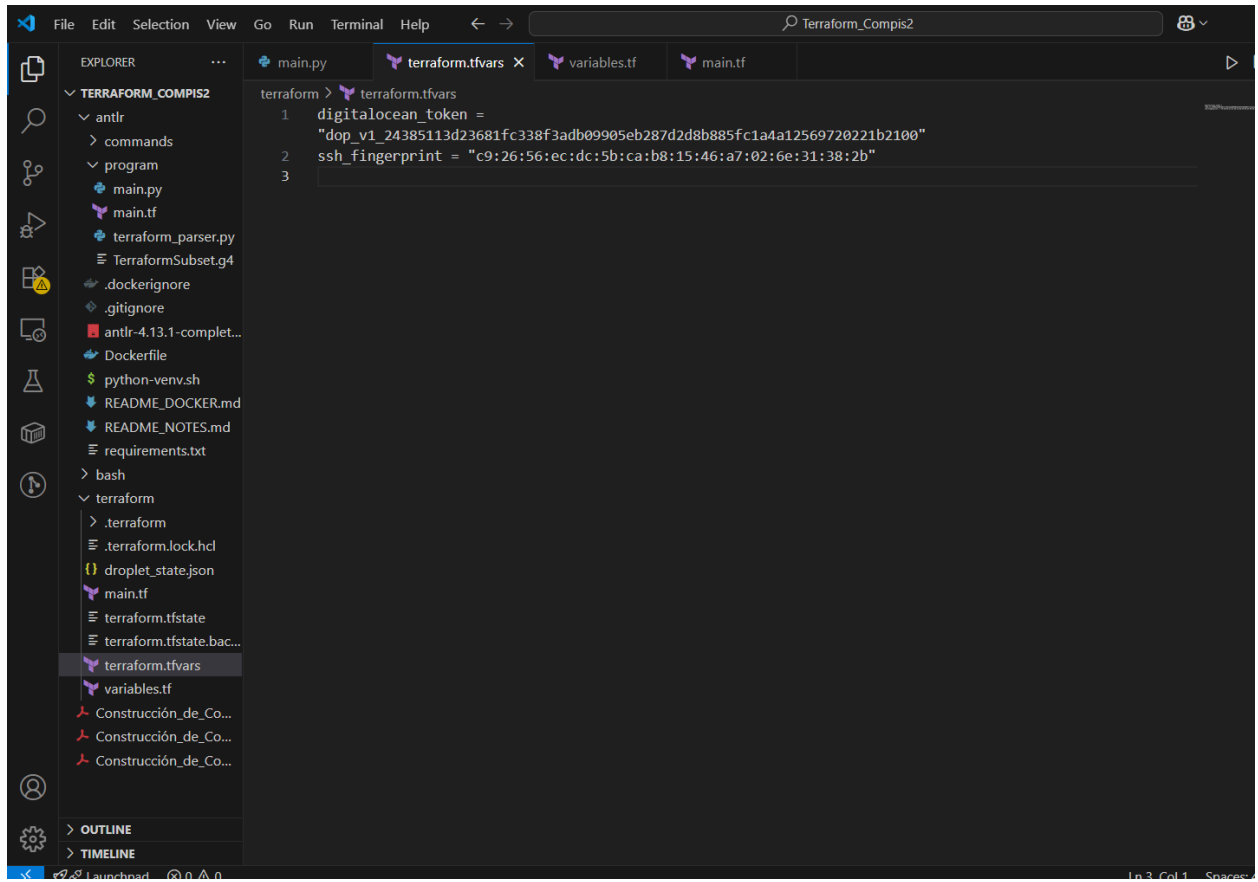 File Edit Selection View Go Run Terminal Help
Terraform_Compis2
EXPLORER
main.py
terraform.tfvars
variables.tf
main.tf
TERRAFORM_COMPIS2
antlr
commands
program
main.py
main.tf
terraform_parser.py
TerraformSubset.g4
.dockerignore
.gitignore
antlr-4.13.1-complet...
Dockerfile
python-venv.sh
README_DOCKER.md
README_NOTES.md
requirements.txt
bash
terraform
.terraform
.terraform.lock.hcl
droplet_state.json
main.tf
terraform.tfstate
terraform.tfstate.bac...
terraform.tfvars
variables.tf
Construcción_de_Co...
Construcción_de_Co...
Construcción_de_Co...
OUTLINE
TIMELINE
terraform > terraform.tfvars
1 digitalocean_token =
"dop_v1_24385113d23681fc338f3adb09905eb287d2d8b885fc1a4a12569720221b2100"
2 ssh_fingerprint = "c9:26:56:ec:dc:5b:ca:b8:15:46:a7:02:6e:31:38:2b"
3
Launchpad 0 0
Ln 3, Col 1 Spaces: